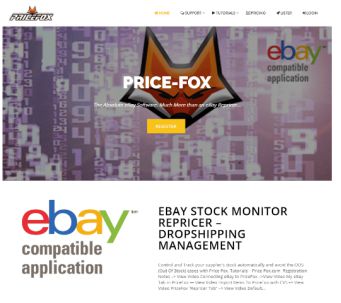 PRICEFOX
HOME SUPPORT TUTORIALS PRICING LISTER LOGIN
ebay
compatible
application
PRICE-FOX
The Absolute eBay Software. Much More than an eBay Repricer...
REGISTER
ebay
compatible
application
EBAY STOCK MONITOR
REPRICER –
DROPSHIPPING
MANAGEMENT
Control and Track your supplier's stock automatically and avoid the OOS
(Out Of Stock) cases with Price Fox. Tutorials Price Fox.com Registration
Notes -> View Video Connecting eBay to PriceFox ->View Video My eBay
Tab in PriceFox -> View Video Import Items To PriceFox with CSV-> View
Video PriceFox "Repricer Tab" -> View Video Default...